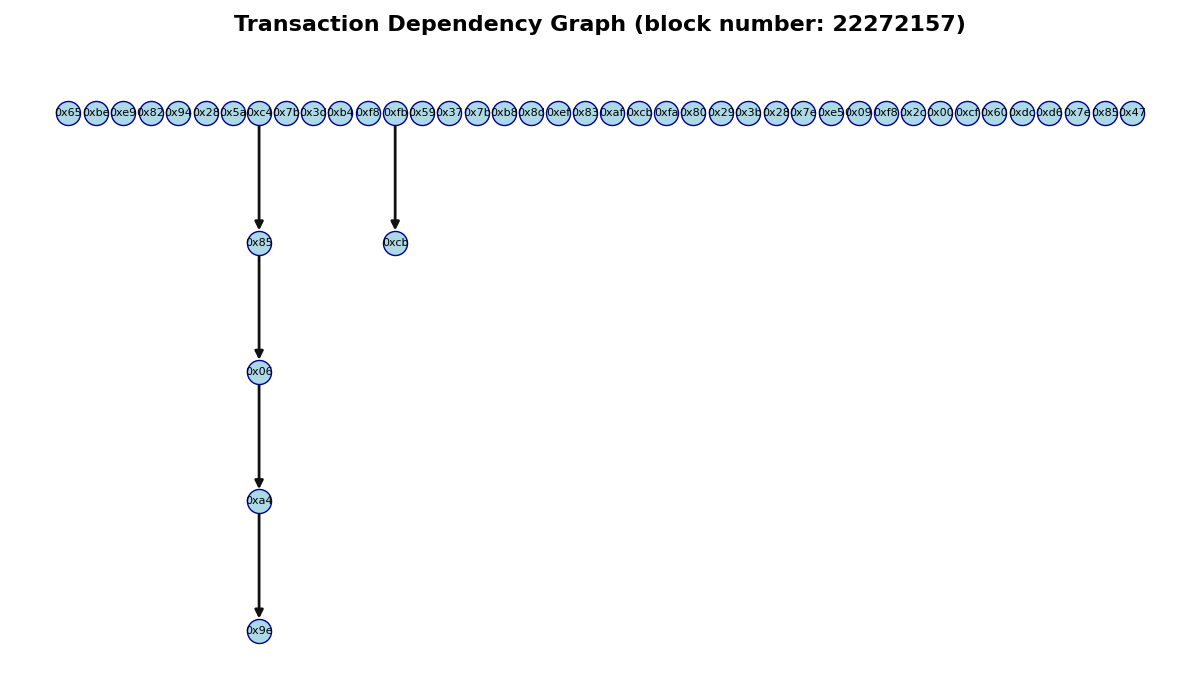 Transaction Dependency Graph (block number: 22272157)
0x65 0xbe 0xe9 0x82 0x94 0x28 0x5a 0xc4 0x7b 0x3d 0xb4 0xf8 0xfb 0x59 0x37 0x7b 0xb8 0x8d 0xef 0x83 0xaf 0xcb 0xfa 0x80 0x29 0x3b 0x28 0x7e 0xe5 0x09 0xf8 0x2c 0x00 0xcf 0x60 0xdc 0xd6 0x7e 0x85 0x47
0x85 0xcb
0x06
0xa4
0x9e